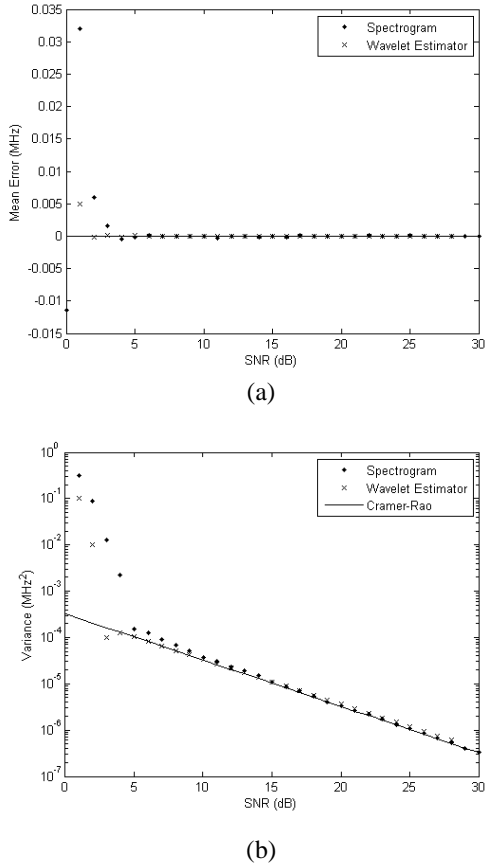 0.035
0.03
0.025
0.02
0.015
0.01
0.005
0
-0.005
-0.01
-0.015
Mean Error (MHz)
Spectrogram
Wavelet Estimator
0 5 10 15 20 25 30
SNR (dB)
(a)
10^0
10^-1
10^-2
10^-3
10^-4
10^-5
10^-6
10^-7
Variance (MHz^2)
Spectrogram
Wavelet Estimator
Cramer-Rao
0 5 10 15 20 25 30
SNR (dB)
(b)